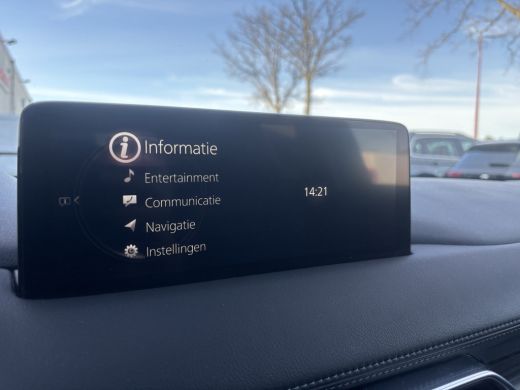 Informatie
Entertainment
Communicatie
14:21
Navigatie
Instellingen